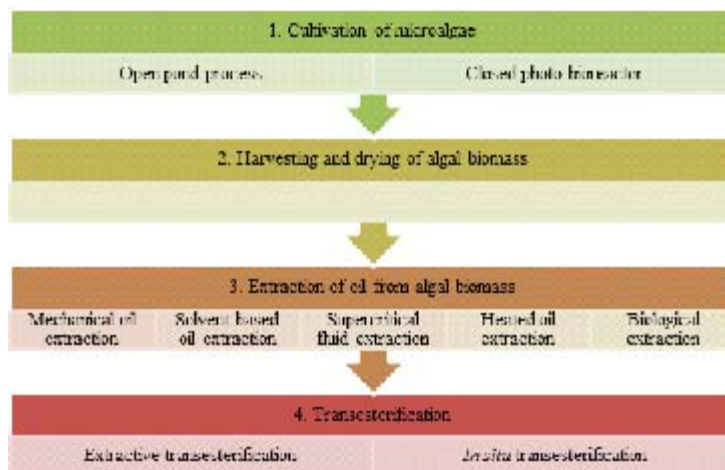 1. Cultivation of microalgae
Open pond process
Closed photo bioreactor
2. Harvesting and drying of algal biomass
3. Extraction of oil from algal biomass
Mechanical oil
extraction
Solvent based
oil extraction
Supercritical
fluid extraction
Heated oil
extraction
Biological
extraction
4. Transesterification
Extractive transesterification
In situ transesterification